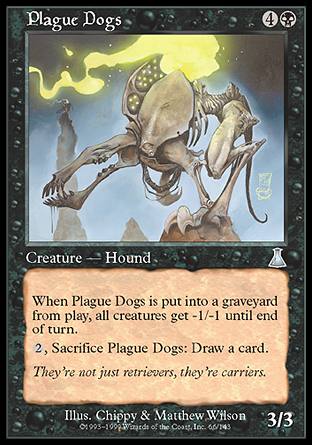 Plague Dogs 4
Creature — Hound
When Plague Dogs is put into a graveyard
from play, all creatures get -1/-1 until end
of turn.
2, Sacrifice Plague Dogs: Draw a card.
They're not just retrievers, they're carriers.
Illus. Chippy & Matthew Wilson
©1993–1999 Wizards of the Coast, Inc. 66/143
3/3